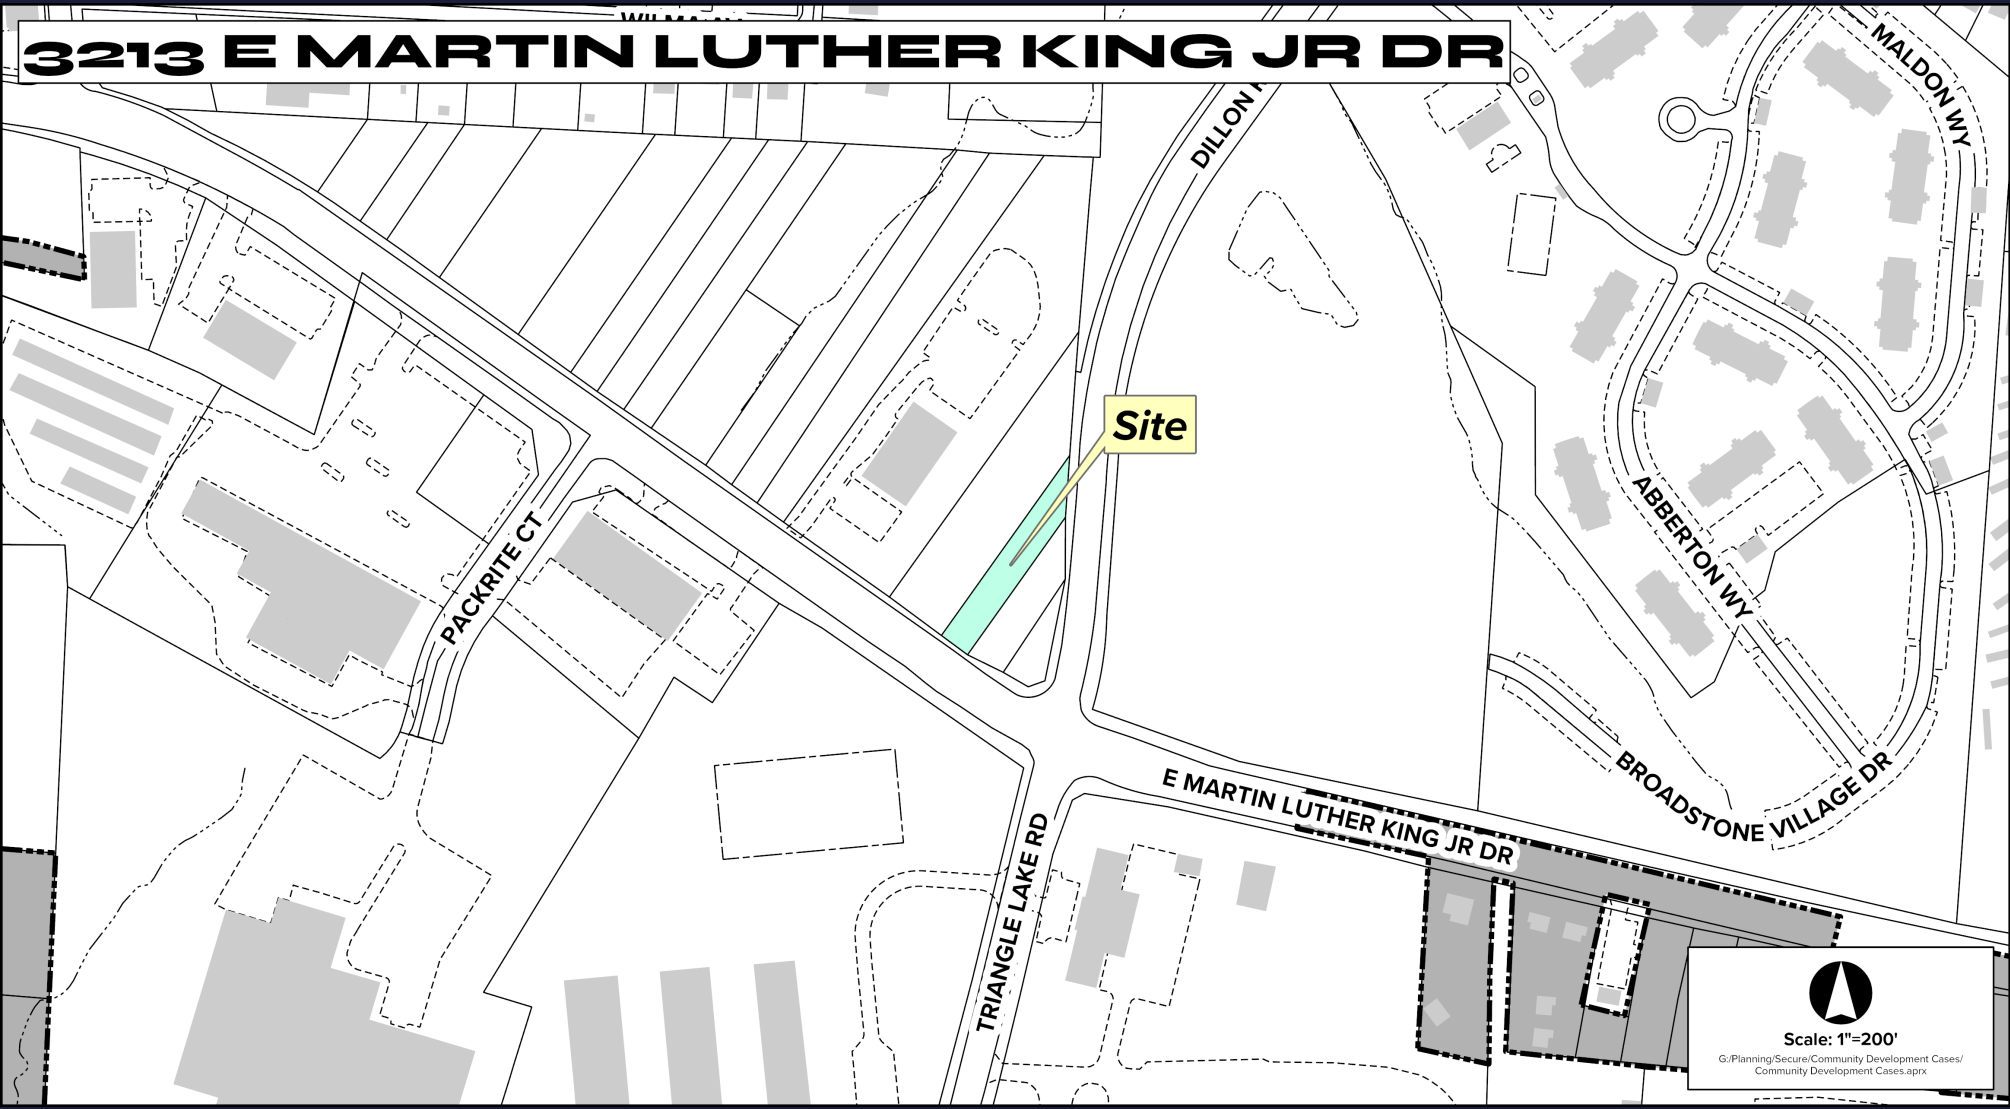 3213 E MARTIN LUTHER KING JR DR
MALDON WY
Site
PACKRITE CT
ABBERTON WY
BROADSTONE VILLAGE DR
E MARTIN LUTHER KING JR DR
TRIANGLE LAKE RD
DILLON
Scale: 1"=200'
G:/Planning/Secure/Community Development Cases/
Community Development Cases.aprx